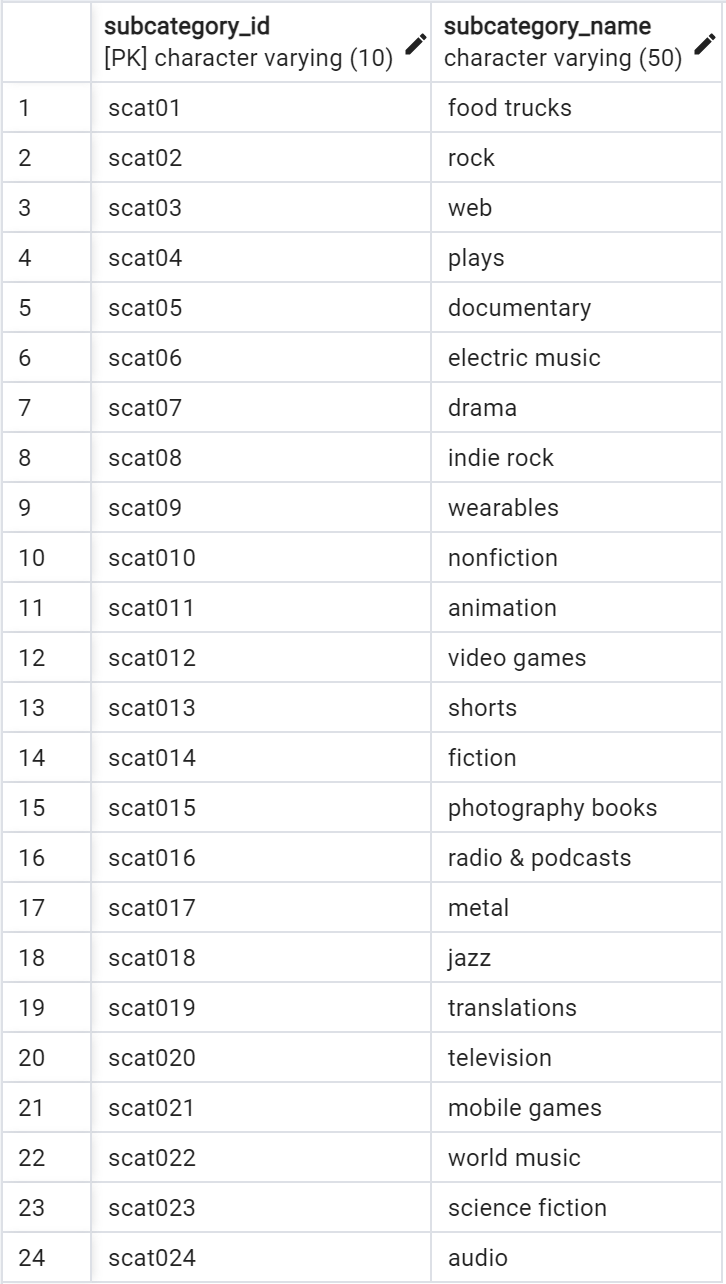 subcategory_id subcategory_name
[PK] character varying (10) character varying (50)
1 scat01 food trucks
2 scat02 rock
3 scat03 web
4 scat04 plays
5 scat05 documentary
6 scat06 electric music
7 scat07 drama
8 scat08 indie rock
9 scat09 wearables
10 scat010 nonfiction
11 scat011 animation
12 scat012 video games
13 scat013 shorts
14 scat014 fiction
15 scat015 photography books
16 scat016 radio & podcasts
17 scat017 metal
18 scat018 jazz
19 scat019 translations
20 scat020 television
21 scat021 mobile games
22 scat022 world music
23 scat023 science fiction
24 scat024 audio